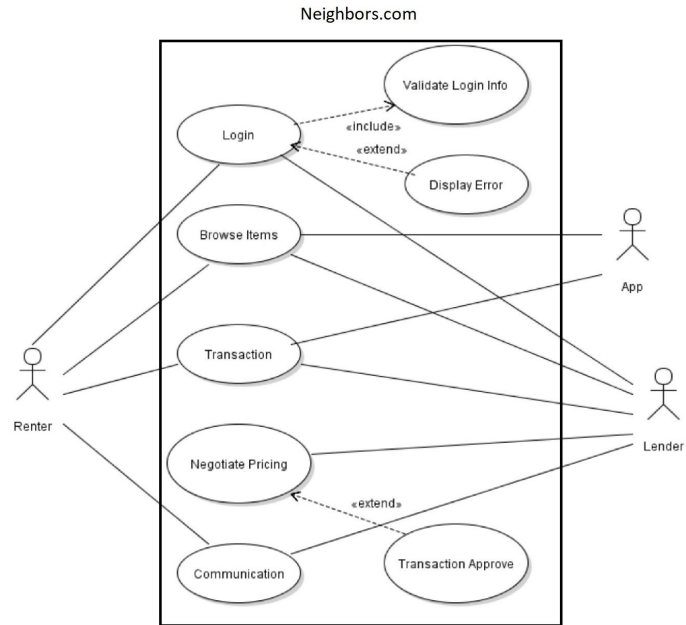 Neighbors.com
Validate Login Info
Login
«include»
«extend»
Display Error
Browse Items
App
Transaction
Renter
Lender
Negotiate Pricing
«extend»
Transaction Approve
Communication